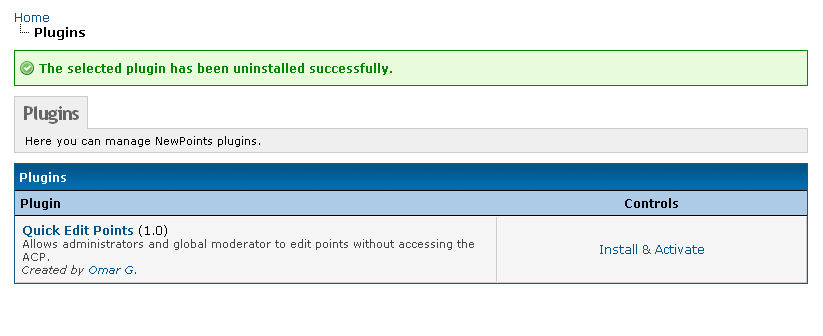 Home
Plugins
The selected plugin has been uninstalled successfully.
Plugins
Here you can manage NewPoints plugins.
Plugins
Plugin Controls
Quick Edit Points (1.0)
Allows administrators and global moderator to edit points without accessing the
ACP.
Created by Omar G.
Install & Activate